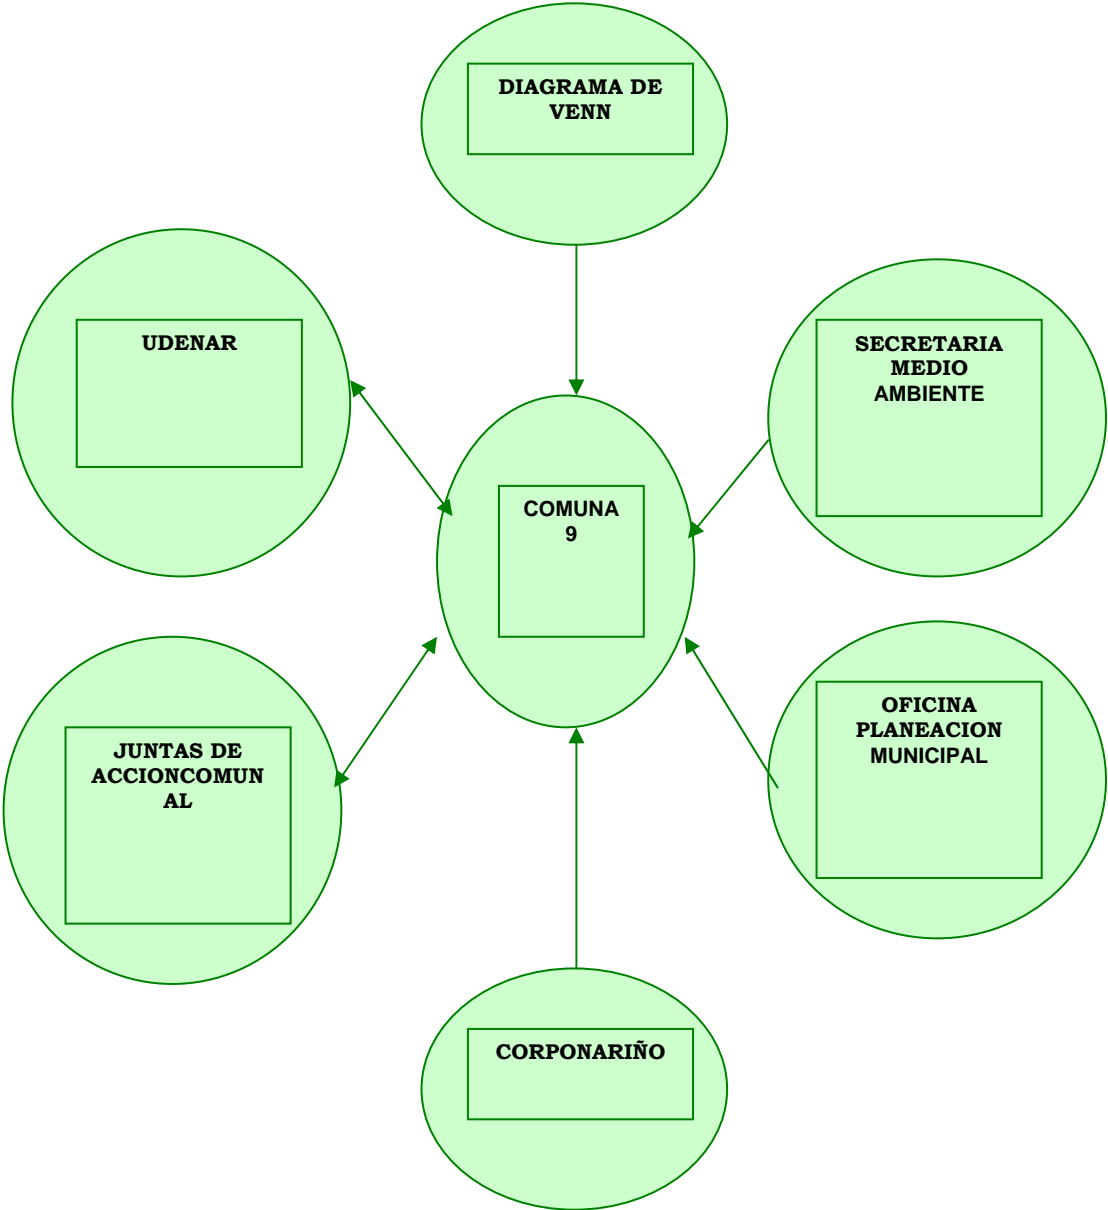 DIAGRAMA DE
VENN
UDENAR
SECRETARIA
MEDIO
AMBIENTE
COMUNA
9
JUNTAS DE
ACCIONCOMUN
AL
OFICINA
PLANEACION
MUNICIPAL
CORPONARIÑO